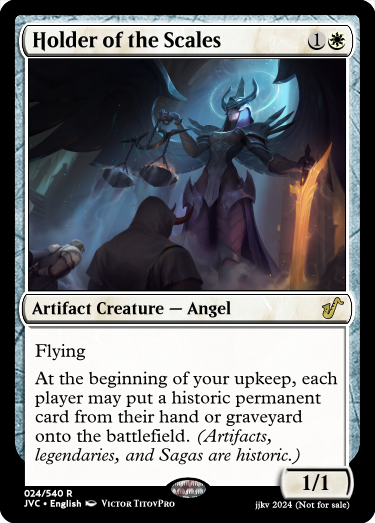 Holder of the Scales 1
Artifact Creature — Angel
Flying
At the beginning of your upkeep, each
player may put a historic permanent
card from their hand or graveyard
onto the battlefield. (Artifacts,
legendaries, and Sagas are historic.)
1/1
024/540 R
JVC • English Victor TitovPro
jjkv 2024 (Not for sale)